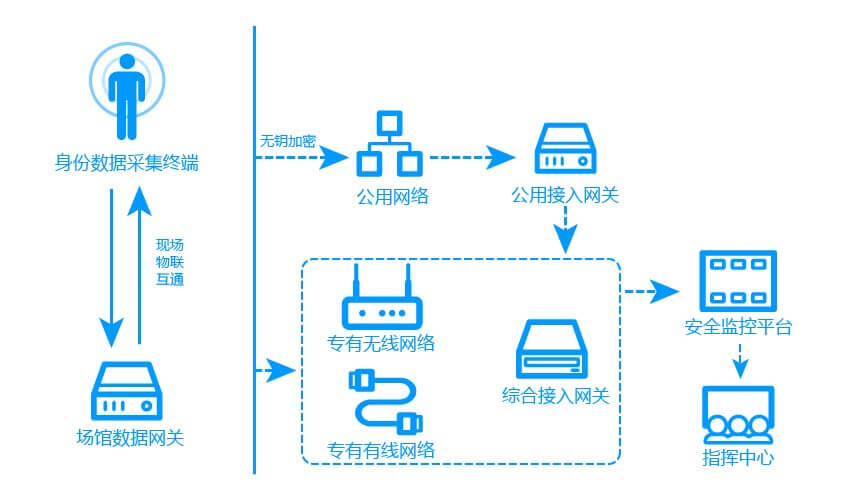 身份数据采集终端
现场
物联
互通
场馆数据网关
无钥加密
公用网络
公用接入网关
专有无线网络
专有有线网络
综合接入网关
安全监控平台
指挥中心